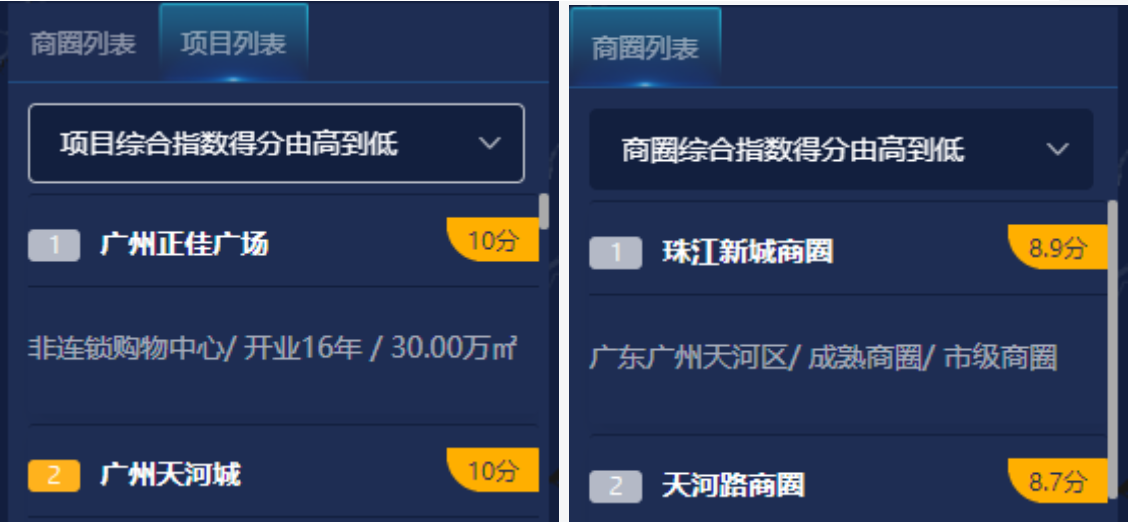 商圈列表 项目列表
项目综合指数得分由高到低
1 广州正佳广场 10分
非连锁购物中心/ 开业16年 / 30.00万㎡
2 广州天河城 10分
商圈列表
商圈综合指数得分由高到低
1 珠江新城商圈 8.9分
广东广州天河区/ 成熟商圈/ 市级商圈
2 天河路商圈 8.7分